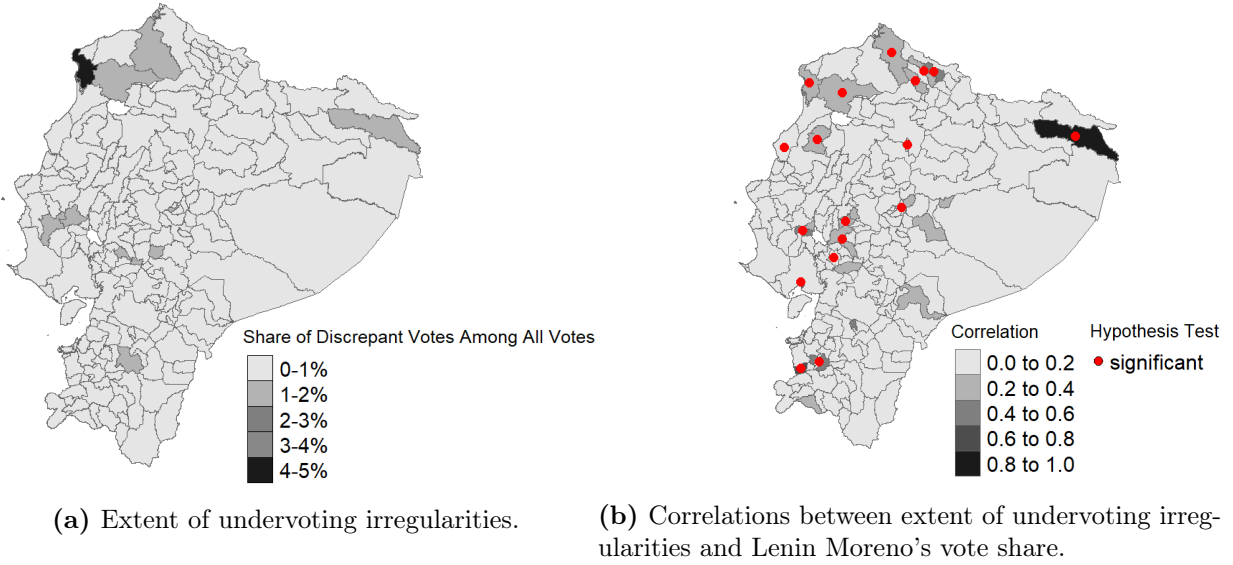 Share of Discrepant Votes Among All Votes
0-1%
1-2%
2-3%
3-4%
4-5%
(a) Extent of undervoting irregularities.
Correlation
0.0 to 0.2
0.2 to 0.4
0.4 to 0.6
0.6 to 0.8
0.8 to 1.0
Hypothesis Test
significant
(b) Correlations between extent of undervoting irreg-
ularities and Lenin Moreno's vote share.